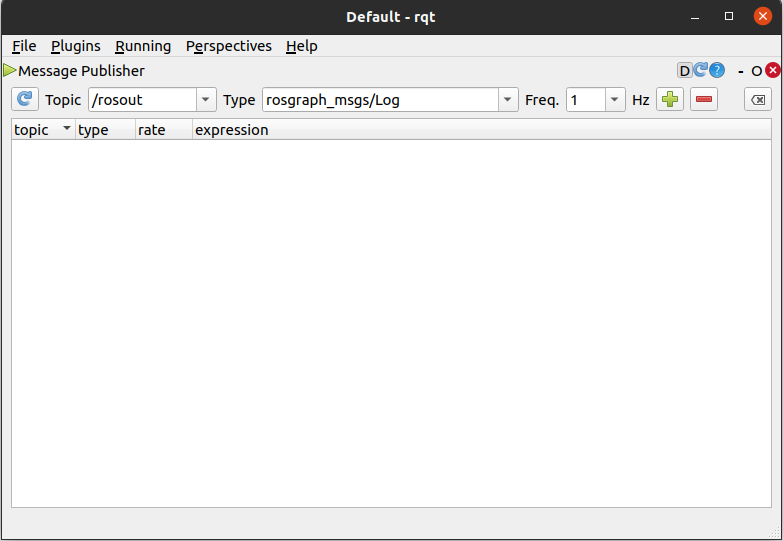 Default - rqt
File Plugins Running Perspectives Help
Message Publisher D ? - O
Topic /rosout Type rosgraph_msgs/Log Freq. 1 Hz
topic type rate expression